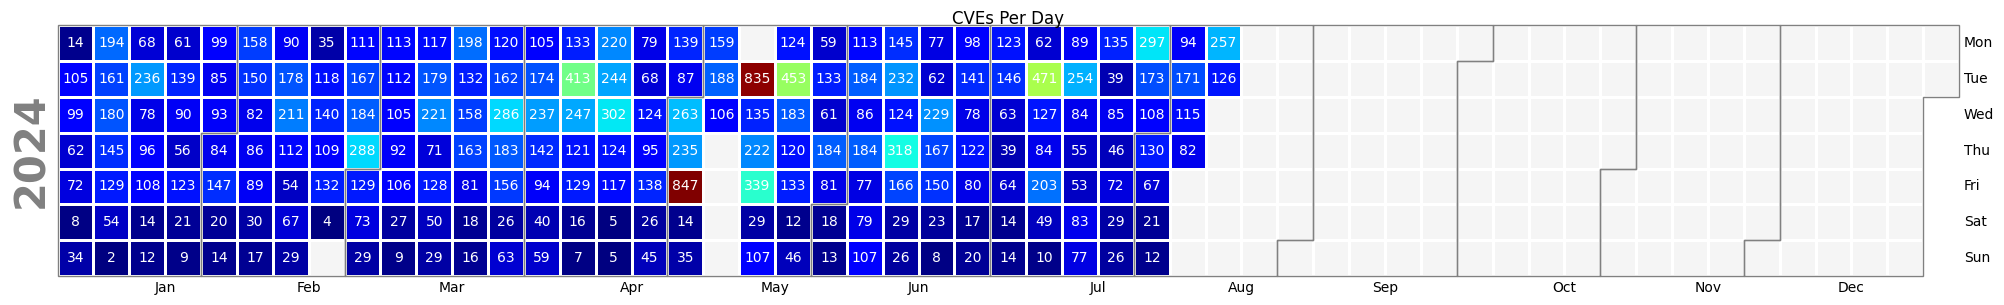 CVEs Per Day
2024
14 194 68 61 99 158 90 35 111 113 117 198 120 105 133 220 79 139 159 124 59 113 145 77 98 123 62 89 135 297 94 257 Mon
105 161 236 139 85 150 178 118 167 112 179 132 162 174 413 244 68 87 188 835 453 133 184 232 62 141 146 471 254 39 173 171 126 Tue
99 180 78 90 93 82 211 140 184 105 221 158 286 237 247 302 124 263 106 135 183 61 86 124 229 78 63 127 84 85 108 115 Wed
62 145 96 56 84 86 112 109 288 92 71 163 183 142 121 124 95 235 222 120 184 184 318 167 122 39 84 55 46 130 82 Thu
72 129 108 123 147 89 54 132 129 106 128 81 156 94 129 117 138 847 339 133 81 77 166 150 80 64 203 53 72 67 Fri
8 54 14 21 20 30 67 4 73 27 50 18 26 40 16 5 26 14 29 12 18 79 29 23 17 14 49 83 29 21 Sat
34 2 12 9 14 17 29 29 9 29 16 63 59 7 5 45 35 107 46 13 107 26 8 20 14 10 77 26 12 Sun
Jan Feb Mar Apr May Jun Jul Aug Sep Oct Nov Dec